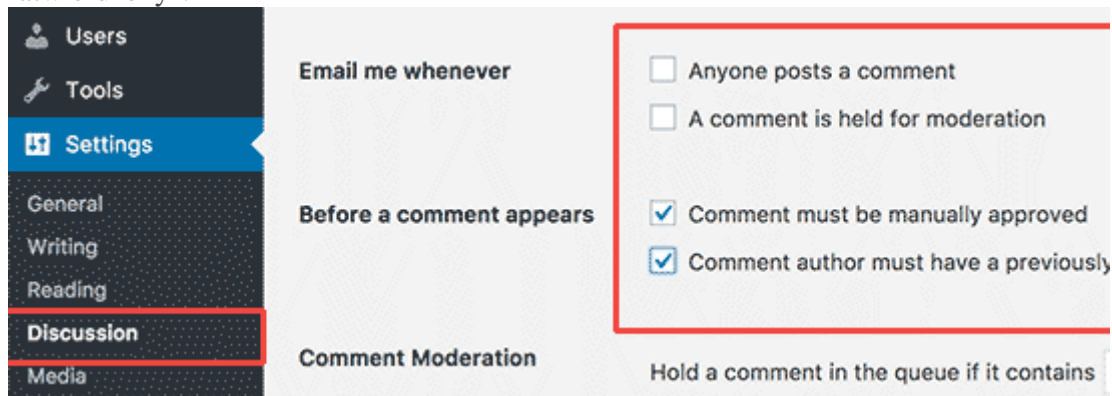 Users
Tools
Settings
General
Writing
Reading
Discussion
Media
Email me whenever
Anyone posts a comment
A comment is held for moderation
Before a comment appears
Comment must be manually approved
Comment author must have a previously
Comment Moderation
Hold a comment in the queue if it contains